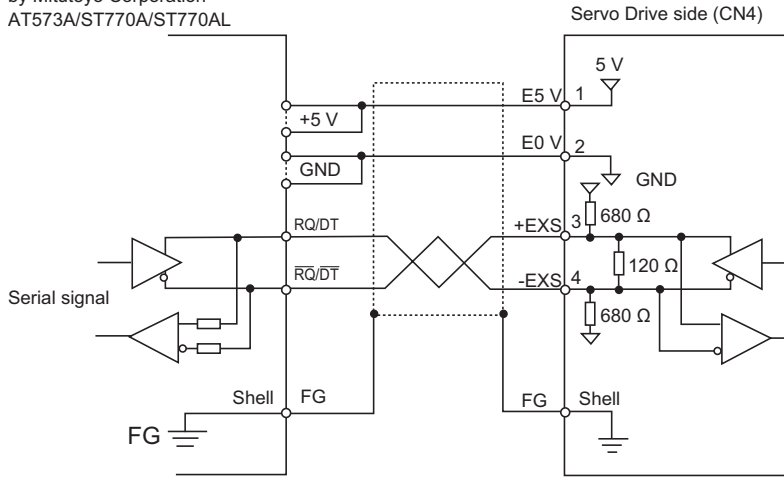 by Mitutoyo Corporation
AT573A/ST770A/ST770AL
Servo Drive side (CN4)
5 V
E5 V
1
+5 V
E0 V
2
GND
GND
RQ/DT
+EXS
3
680 Ω
120 Ω
RQ/DT
-EXS
4
Serial signal
680 Ω
Shell
FG
FG
Shell
FG